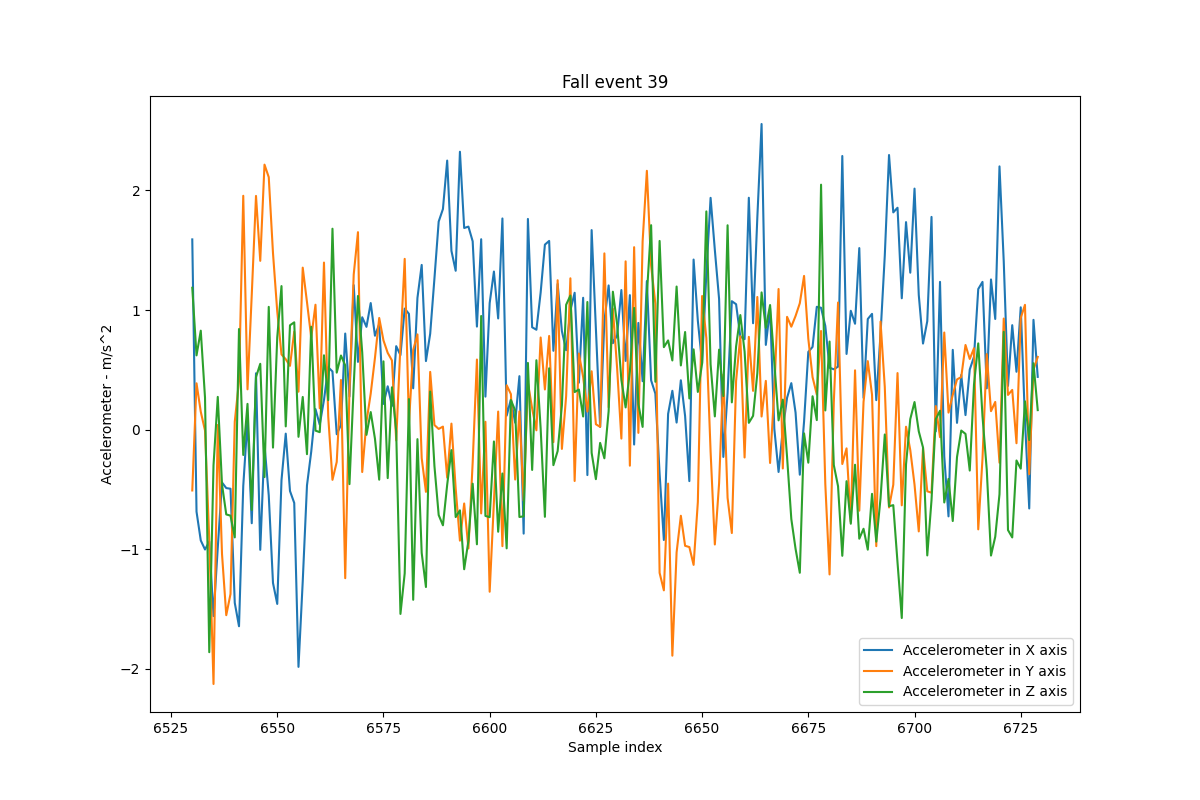 Fall event 39
Accelerometer - m/s^2
2
1
0
−1
−2
6525 6550 6575 6600 6625 6650 6675 6700 6725
Sample index
Accelerometer in X axis
Accelerometer in Y axis
Accelerometer in Z axis